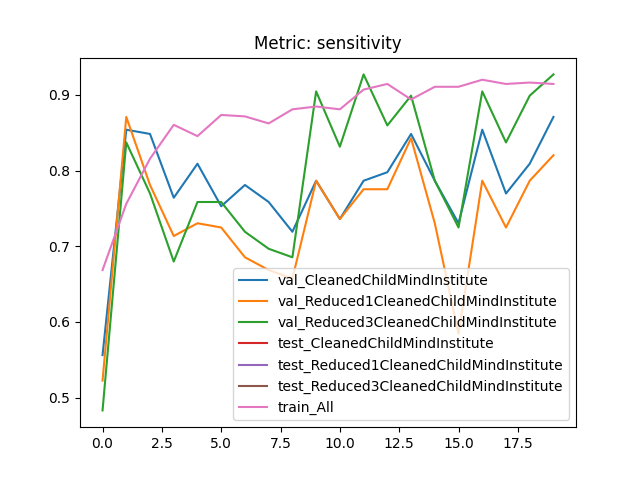 Metric: sensitivity
0.9
0.8
0.7
0.6
0.5
val_CleanedChildMindInstitute
val_Reduced1CleanedChildMindInstitute
val_Reduced3CleanedChildMindInstitute
test_CleanedChildMindInstitute
test_Reduced1CleanedChildMindInstitute
test_Reduced3CleanedChildMindInstitute
train_All
0.0 2.5 5.0 7.5 10.0 12.5 15.0 17.5